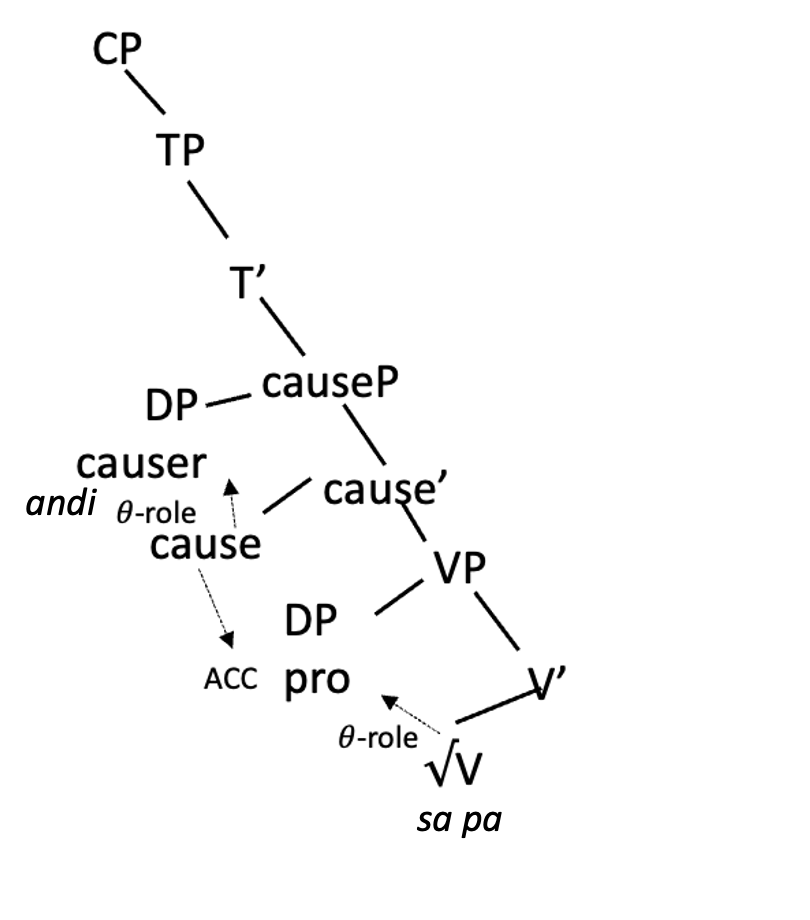 CP
TP
T’
DP causeP
causer
andi θ-role
cause’
cause
VP
DP
ACC pro
V’
θ-role
√V
sa pa